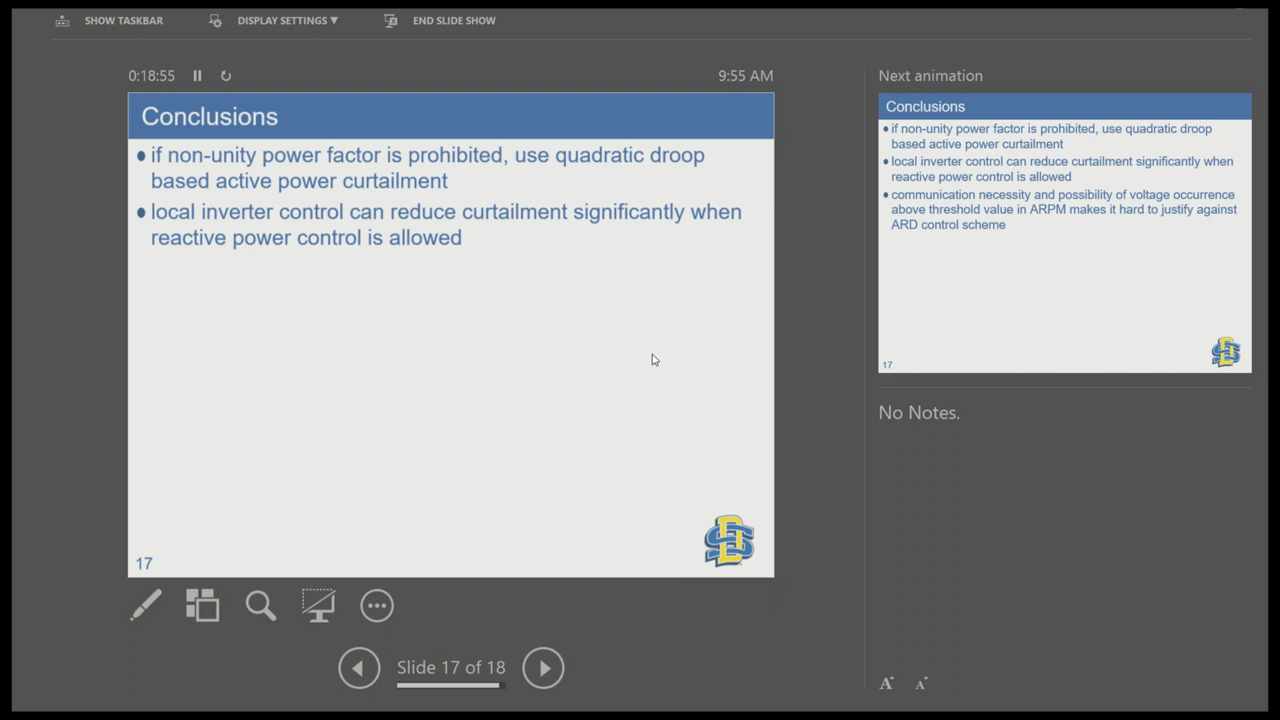 SHOW TASKBAR
DISPLAY SETTINGS ▼
END SLIDE SHOW
0:18:55
9:55 AM
Conclusions
• if non-unity power factor is prohibited, use quadratic droop
based active power curtailment
• local inverter control can reduce curtailment significantly when
reactive power control is allowed
17
Slide 17 of 18
Next animation
Conclusions
• if non-unity power factor is prohibited, use quadratic droop
based active power curtailment
• local inverter control can reduce curtailment significantly when
reactive power control is allowed
• communication necessity and possibility of voltage occurrence
above threshold value in ARPM makes it hard to justify against
ARD control scheme
17
No Notes.
A A